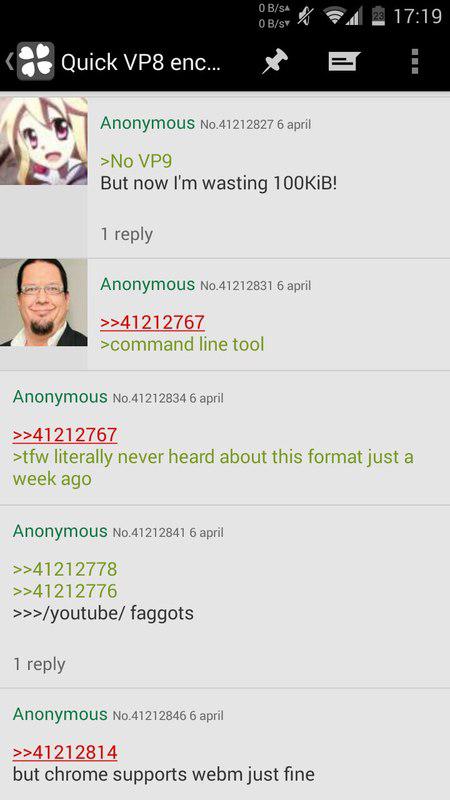 0 B/s
0 B/s
23
17:19
Quick VP8 enc...
Anonymous No.41212827 6 april
>No VP9
But now I'm wasting 100KiB!
1 reply
Anonymous No.41212831 6 april
>>41212767
>command line tool
Anonymous No.41212834 6 april
>>41212767
>tfw literally never heard about this format just a
week ago
Anonymous No.41212841 6 april
>>41212778
>>41212776
>>>/youtube/ faggots
1 reply
Anonymous No.41212846 6 april
>>41212814
but chrome supports webm just fine